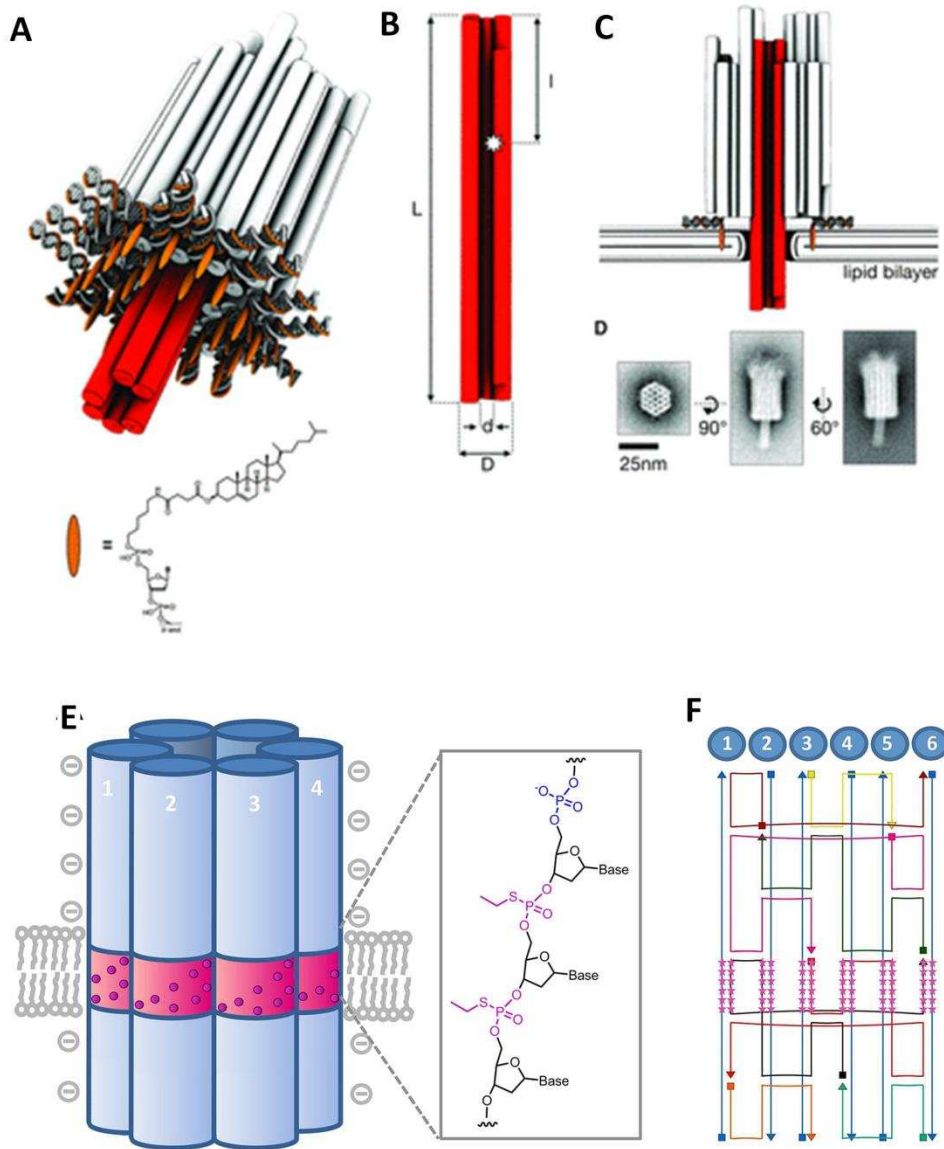 A
B
C
l
L
d
D
lipid bilayer
D
90°
60°
25nm
=
E
F
1 2 3 4
1 2 3 4 5 6
-O P O
O
O
O
Base
O
S P O
O
O
Base
O
S P O
O
O
Base
O